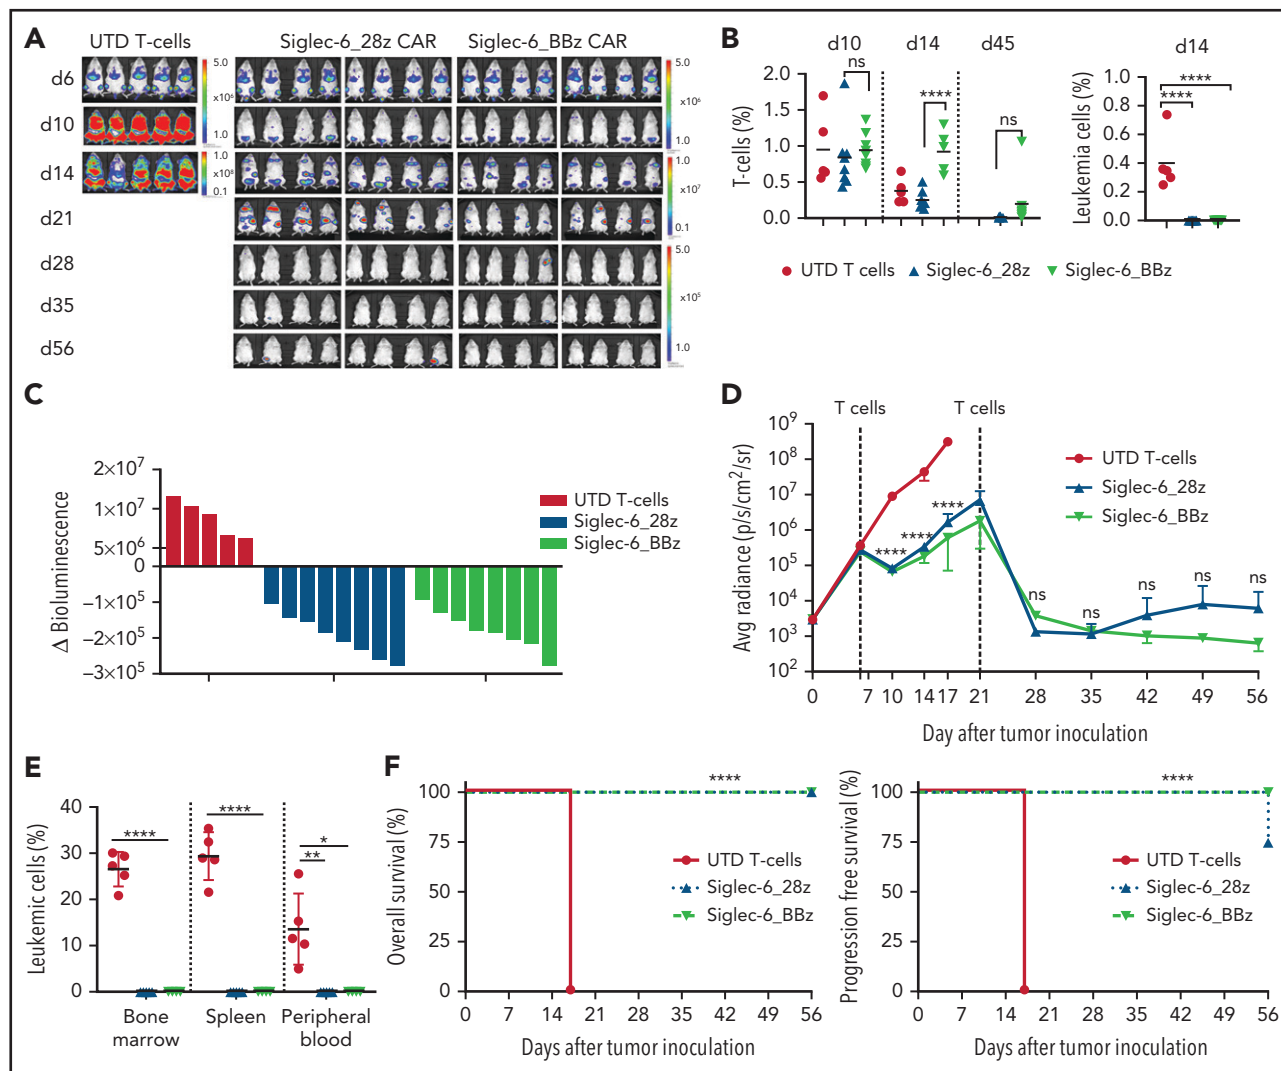 A
UTD T-cells
Siglec-6_28z CAR
Siglec-6_BBz CAR
d6
d10
d14
d21
d28
d35
d56
5.0
x10⁶
1.0
1.0
x10⁸
0.1
5.0
x10⁶
1.0
1.0
x10⁷
0.1
5.0
x10⁵
1.0
B
d10
d14
d45
d14
T-cells (%)
2.0
1.5
1.0
0.5
0.0
ns
****
ns
Leukemia cells (%)
1.0
0.8
0.6
0.4
0.2
0.0
****
****
UTD T cells
Siglec-6_28z
Siglec-6_BBz
C
Δ Bioluminescence
2×10⁷
1×10⁷
5×10⁶
0
−1×10⁵
−2×10⁵
−3×10⁵
UTD T-cells
Siglec-6_28z
Siglec-6_BBz
D
T cells
T cells
Avg radiance (p/s/cm²/sr)
10⁹
10⁸
10⁷
10⁶
10⁵
10⁴
10³
10²
UTD T-cells
Siglec-6_28z
Siglec-6_BBz
****
****
****
ns
ns
ns
ns
ns
0 7 10 14 17 21 28 35 42 49 56
Day after tumor inoculation
E
Leukemic cells (%)
40
30
20
10
0
****
****
*
**
Bone marrow
Spleen
Peripheral blood
F
Overall survival (%)
100
75
50
25
0
****
UTD T-cells
Siglec-6_28z
Siglec-6_BBz
0 7 14 21 28 35 42 49 56
Days after tumor inoculation
Progression free survival (%)
100
75
50
25
0
****
UTD T-cells
Siglec-6_28z
Siglec-6_BBz
0 7 14 21 28 35 42 49 56
Days after tumor inoculation